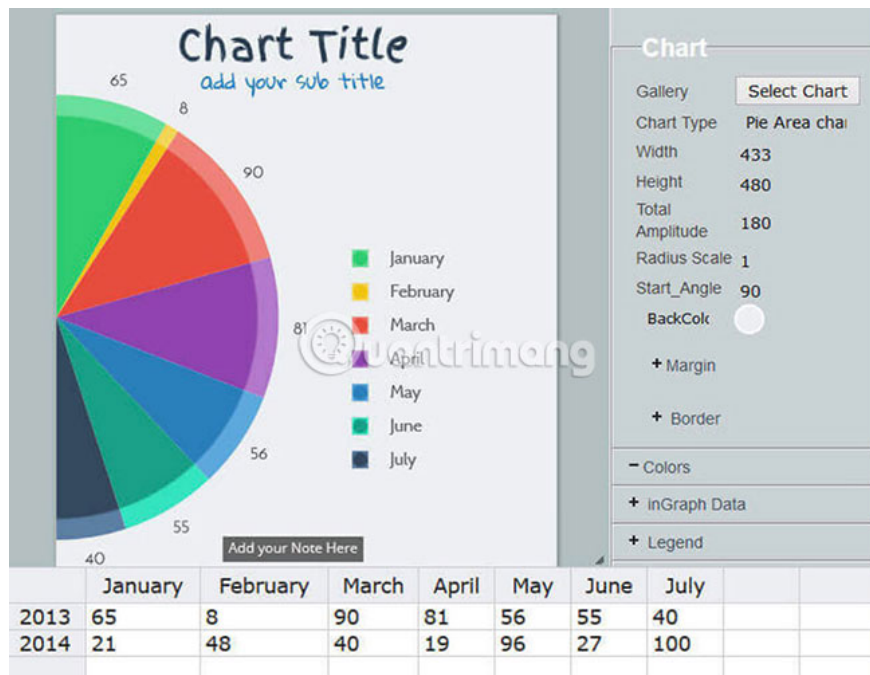 Chart Title
add your sub title
65
8
90
81
56
55
40
January
February
March
April
May
June
July
Quantrimang
Add your Note Here
Chart
Gallery Select Chart
Chart Type Pie Area char
Width 433
Height 480
Total Amplitude 180
Radius Scale 1
Start_Angle 90
BackColo
+ Margin
+ Border
- Colors
+ inGraph Data
+ Legend
January February March April May June July
2013 65 8 90 81 56 55 40
2014 21 48 40 19 96 27 100